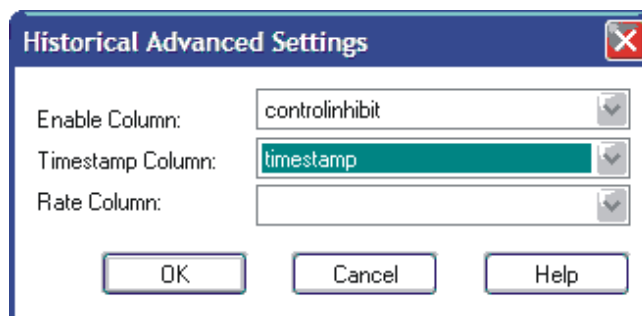 Historical Advanced Settings
Enable Column: controlinhibit
Timestamp Column: timestamp
Rate Column:
OK Cancel Help